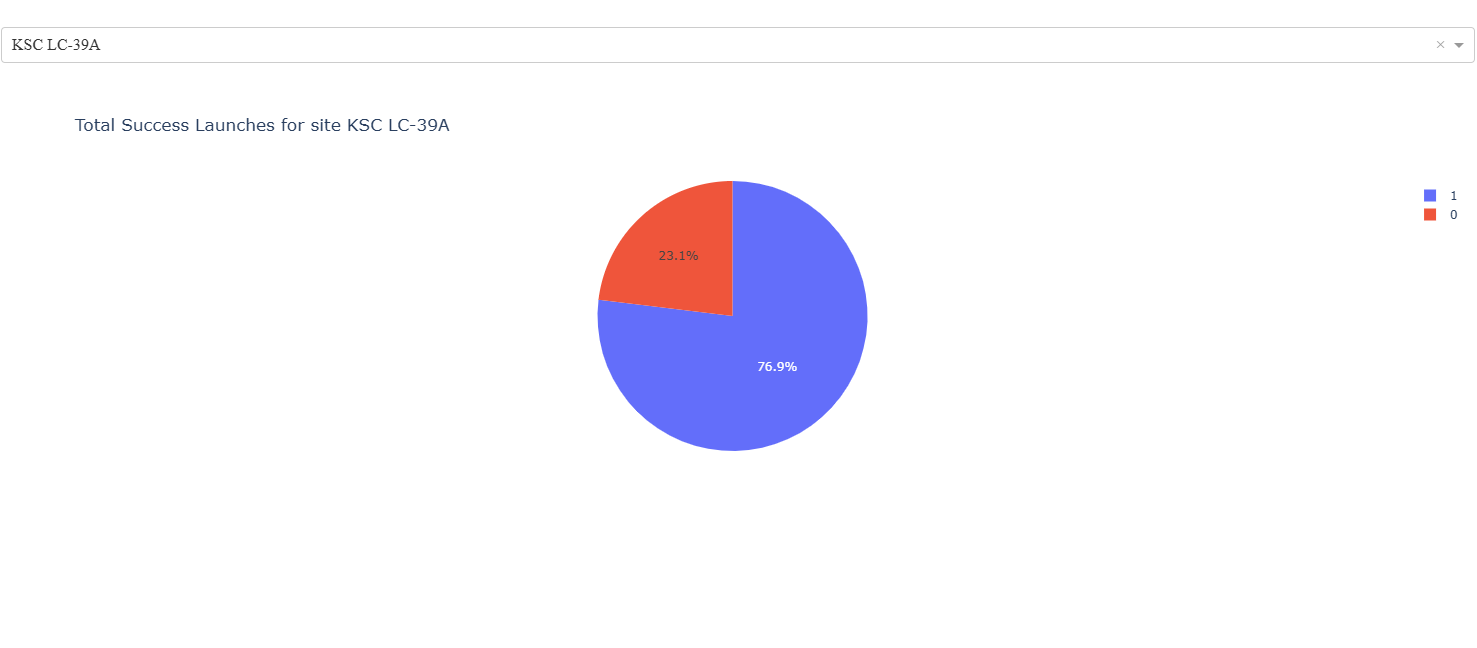 KSC LC-39A
Total Success Launches for site KSC LC-39A
1
0
23.1%
76.9%